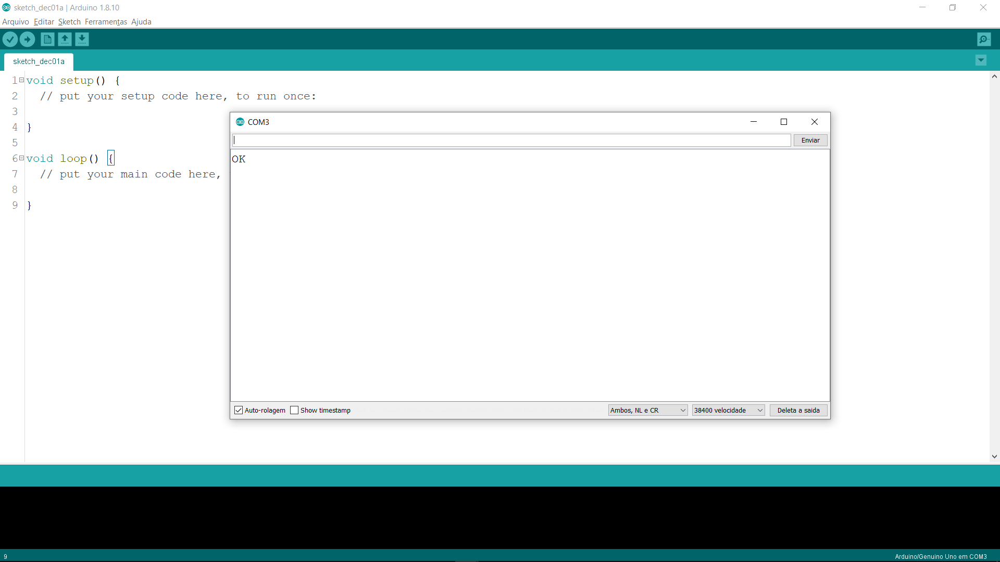 sketch_dec01a | Arduino 1.8.10
Arquivo Editar Sketch Ferramentas Ajuda
sketch_dec01a
1 void setup() {
2 // put your setup code here, to run once:
3
4 }
5
6 void loop() {
7 // put your main code here,
8
9 }
COM3
Enviar
OK
Auto-rolagem Show timestamp Ambos, NL e CR 38400 velocidade Deleta a saida
9 Arduino/Genuino Uno em COM3